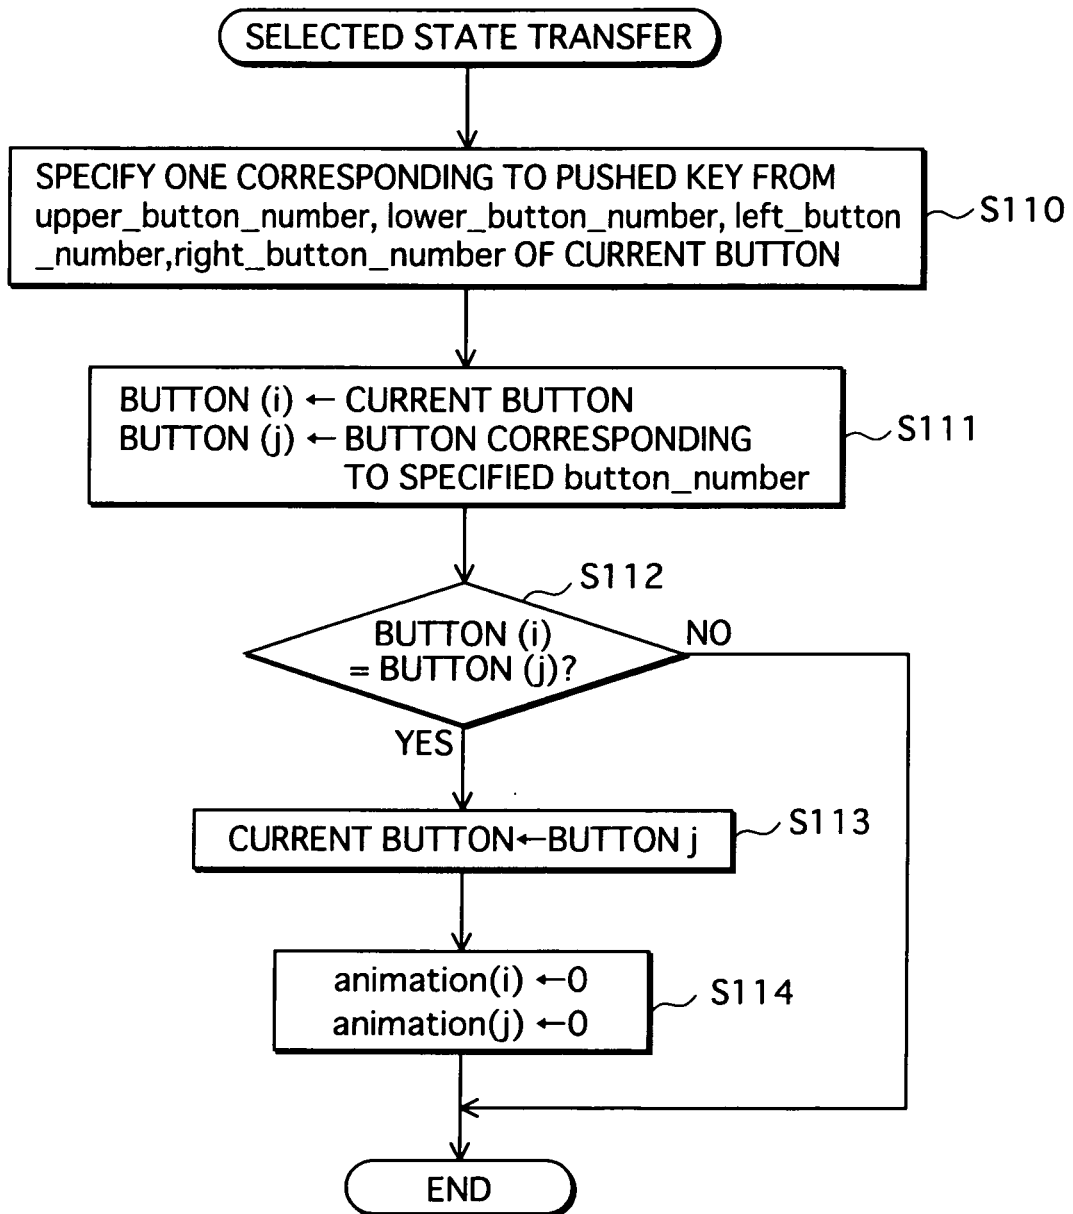 SELECTED STATE TRANSFER
SPECIFY ONE CORRESPONDING TO PUSHED KEY FROM
upper_button_number, lower_button_number, left_button
_number,right_button_number OF CURRENT BUTTON
S110
BUTTON (i) ← CURRENT BUTTON
BUTTON (j) ← BUTTON CORRESPONDING
TO SPECIFIED button_number
S111
S112
BUTTON (i)
= BUTTON (j)?
NO
YES
CURRENT BUTTON←BUTTON j
S113
animation(i) ←0
animation(j) ←0
S114
END